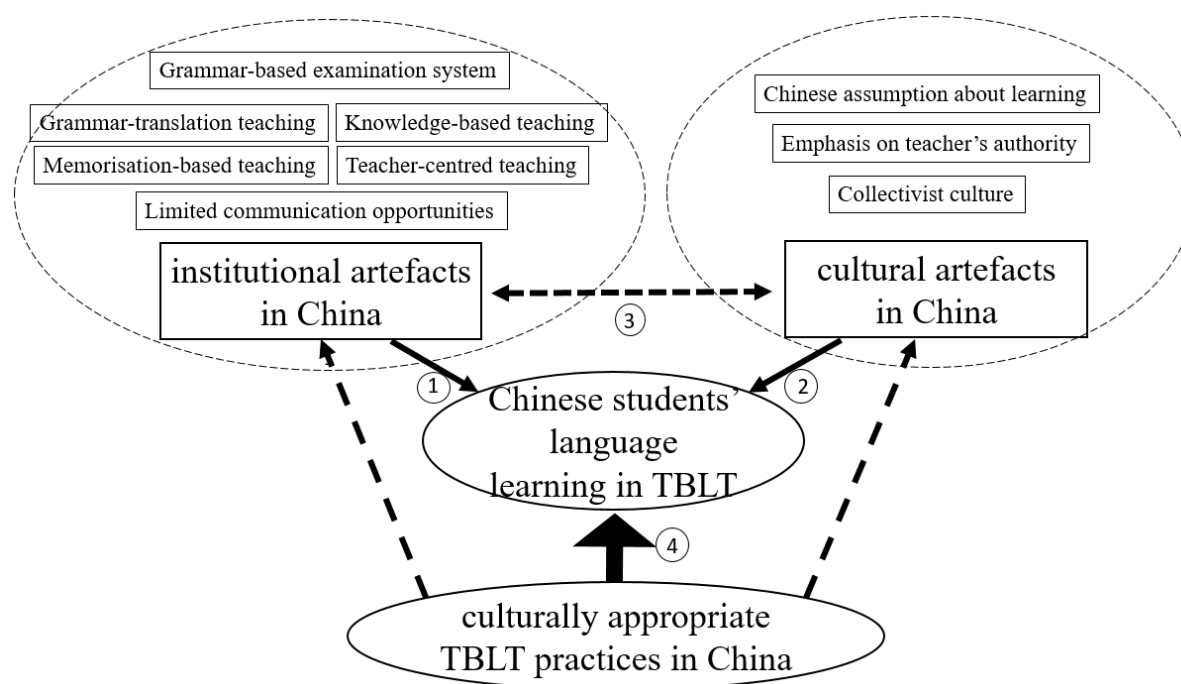 Grammar-based examination system
Grammar-translation teaching
Knowledge-based teaching
Memorisation-based teaching
Teacher-centred teaching
Limited communication opportunities
institutional artefacts
in China
Chinese assumption about learning
Emphasis on teacher’s authority
Collectivist culture
cultural artefacts
in China
3
1
2
Chinese students’
language
learning in TBLT
4
culturally appropriate
TBLT practices in China